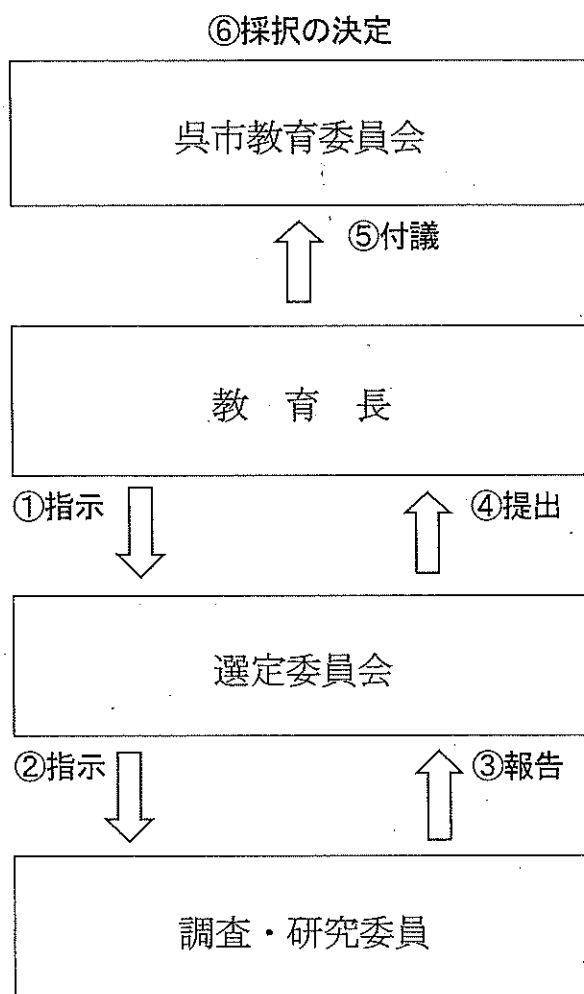 ⑥採択の決定
呉市教育委員会
⑤付議
教 育 長
①指示
④提出
選定委員会
②指示
③報告
調査・研究委員